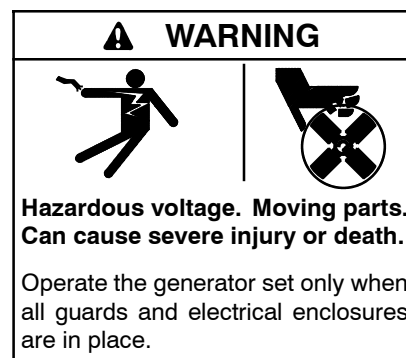 WARNING
Hazardous voltage. Moving parts.
Can cause severe injury or death.
Operate the generator set only when
all guards and electrical enclosures
are in place.